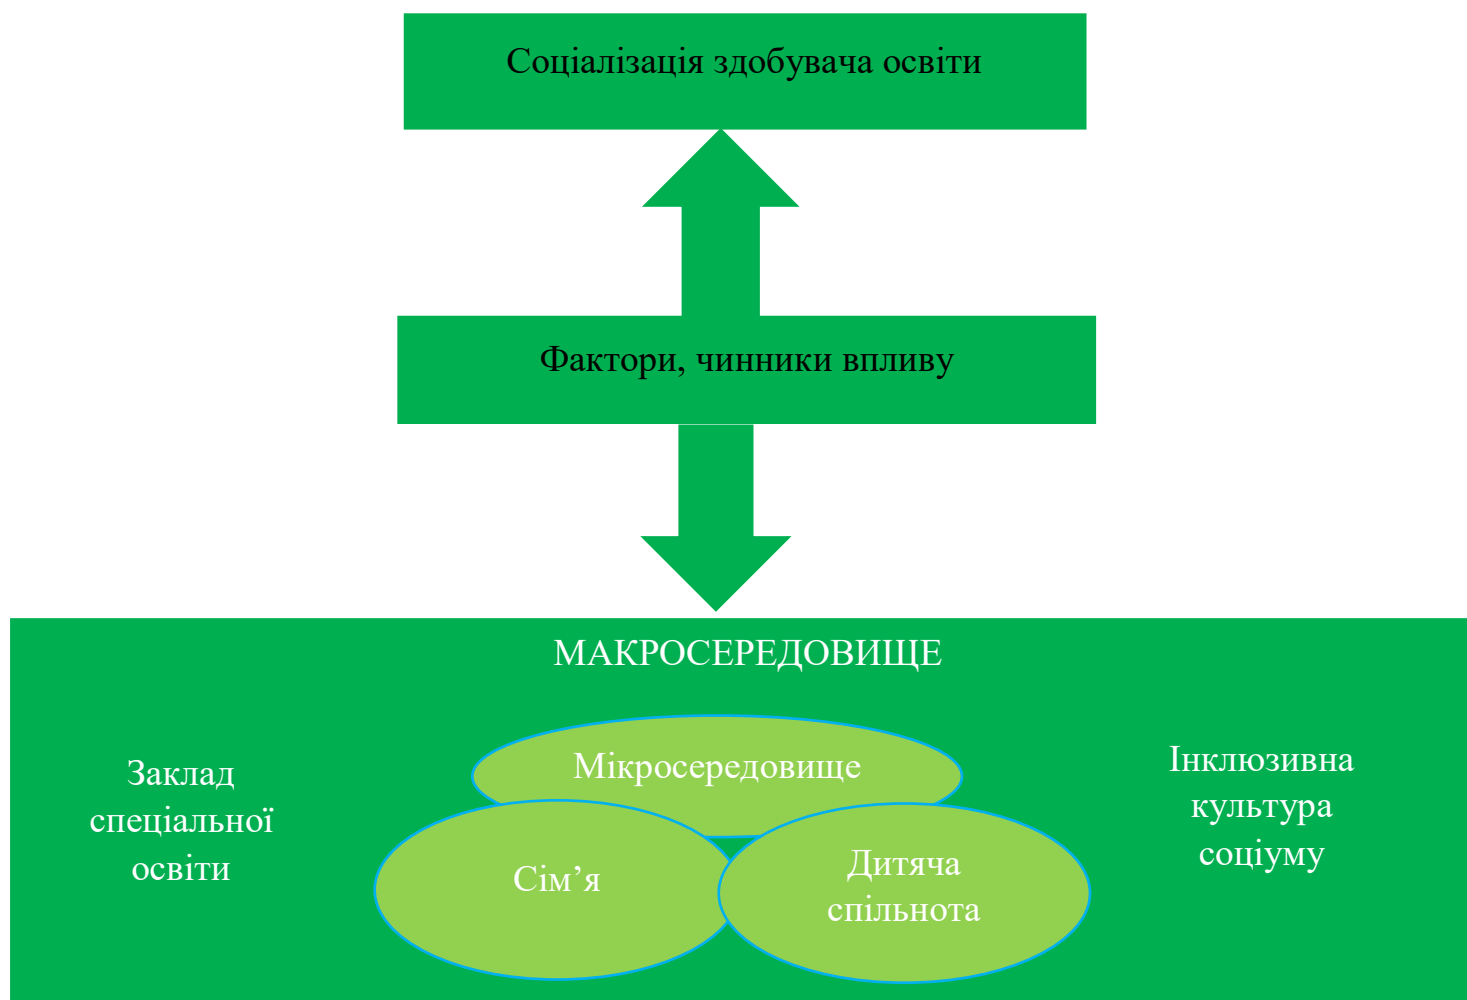 Соціалізація здобувача освіти
Фактори, чинники впливу
МАКРОСЕРЕДОВИЩЕ
Заклад
спеціальної
освіти
Мікросередовище
Сім’я
Дитяча
спільнота
Інклюзивна
культура
соціуму